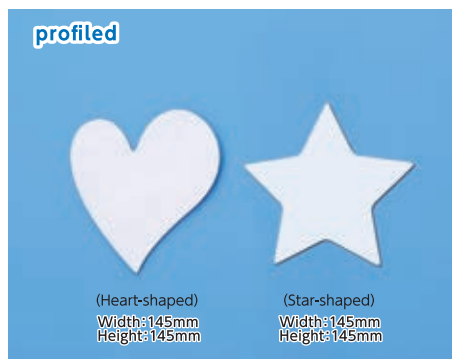 profiled
(Heart-shaped) (Star-shaped)
Width:145mm Width:145mm
Height:145mm Height:145mm